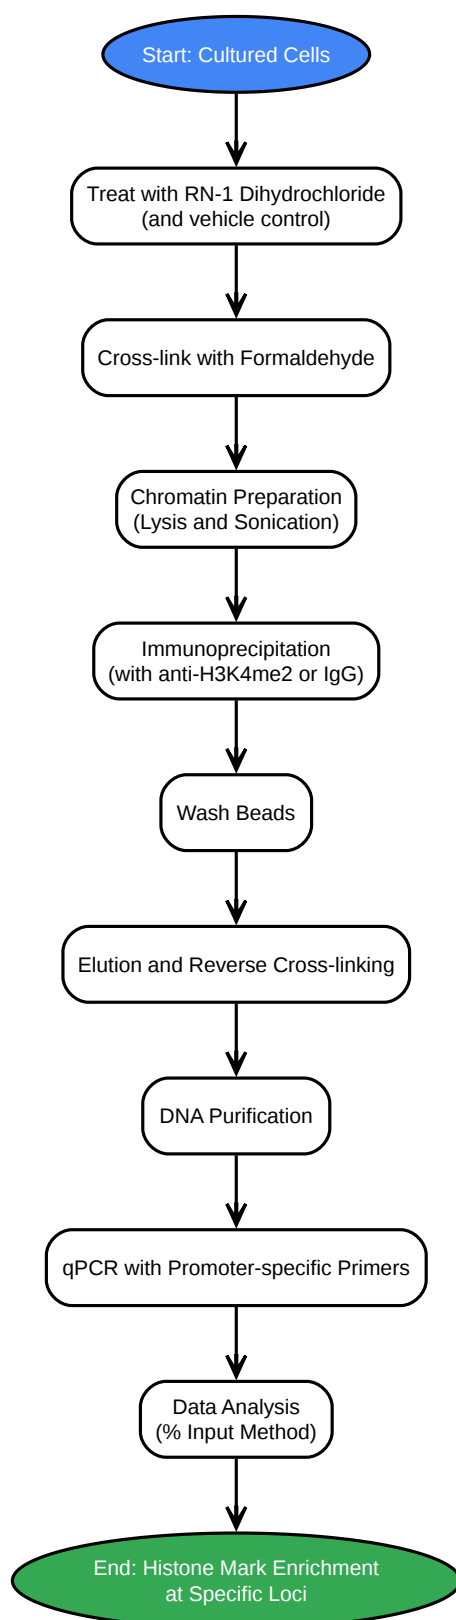 Start: Cultured Cells
Treat with RN-1 Dihydrochloride
(and vehicle control)
Cross-link with Formaldehyde
Chromatin Preparation
(Lysis and Sonication)
Immunoprecipitation
(with anti-H3K4me2 or IgG)
Wash Beads
Elution and Reverse Cross-linking
DNA Purification
qPCR with Promoter-specific Primers
Data Analysis
(% Input Method)
End: Histone Mark Enrichment
at Specific Loci